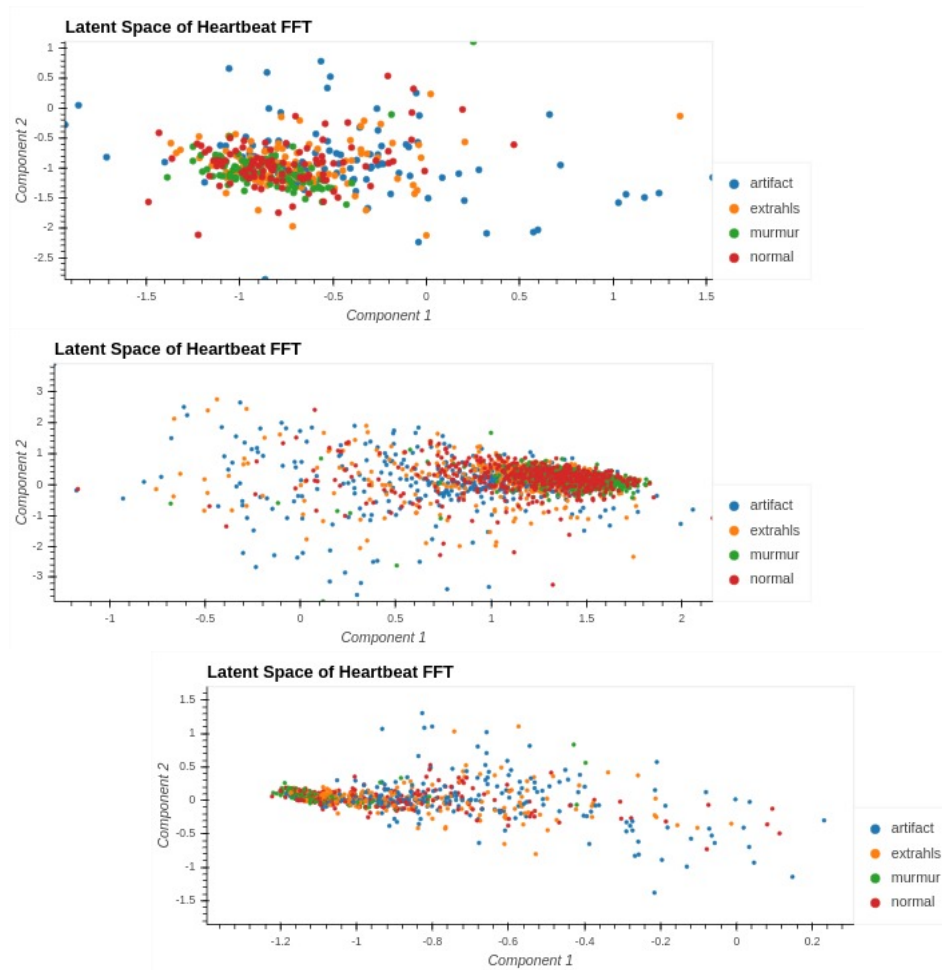 Latent Space of Heartbeat FFT
Component 2
1
0.5
0
-0.5
-1
-1.5
-2
-2.5
-1.5 -1 -0.5 0 0.5 1 1.5
Component 1
artifact
extrahls
murmur
normal
Latent Space of Heartbeat FFT
Component 2
3
2
1
0
-1
-2
-3
-1 -0.5 0 0.5 1 1.5 2
Component 1
artifact
extrahls
murmur
normal
Latent Space of Heartbeat FFT
Component 2
1.5
1
0.5
0
-0.5
-1
-1.5
-1.2 -1 -0.8 -0.6 -0.4 -0.2 0 0.2
Component 1
artifact
extrahls
murmur
normal